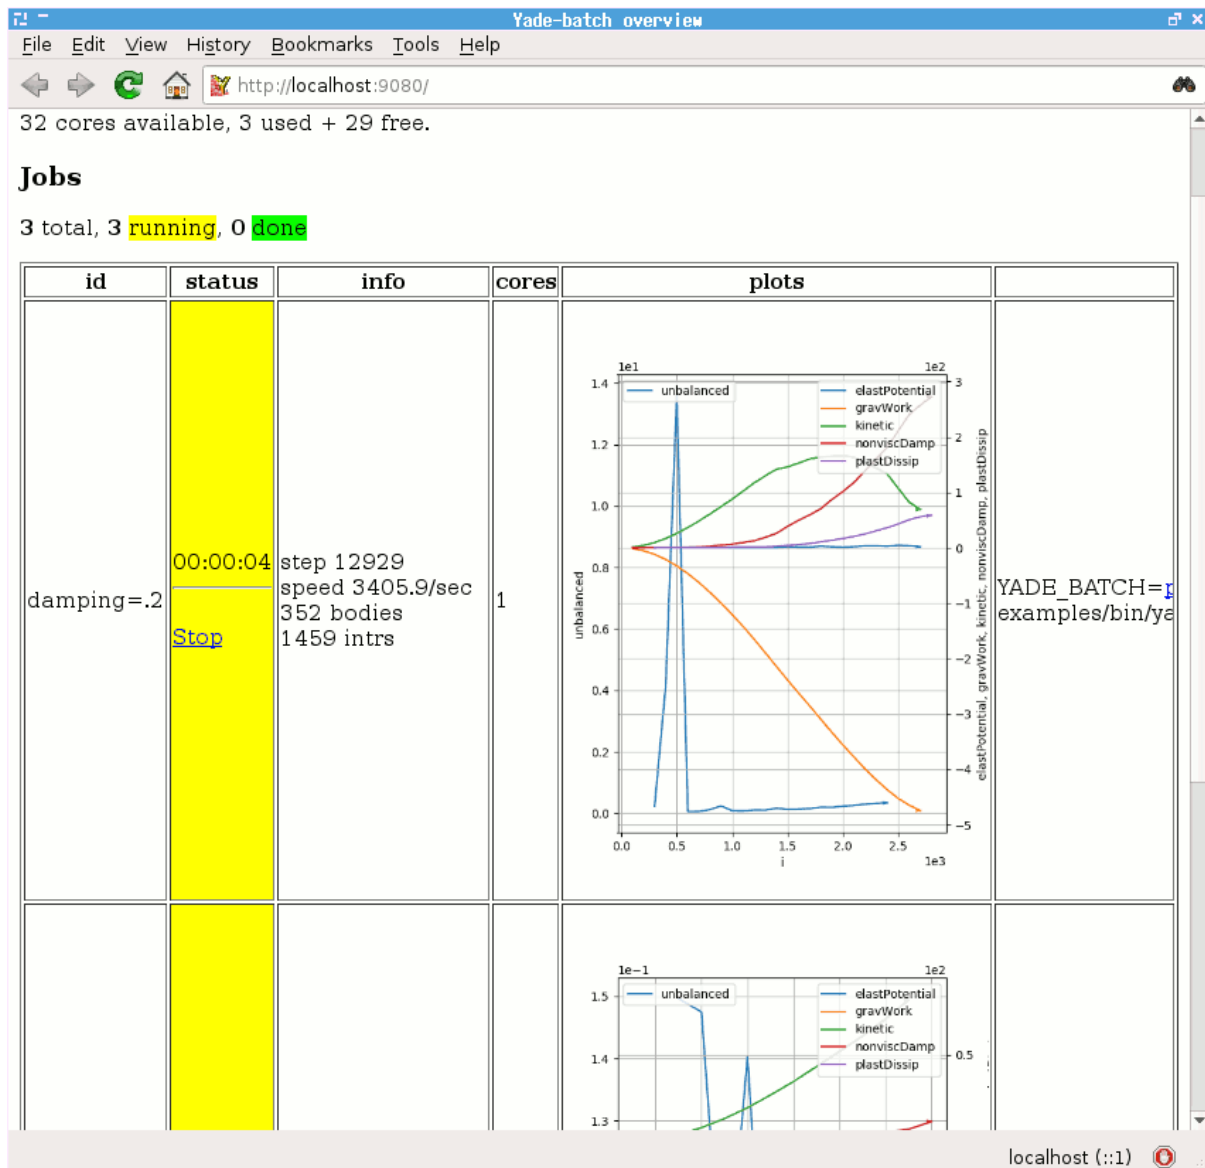 Yade-batch overview
File Edit View History Bookmarks Tools Help
http://localhost:9080/
32 cores available, 3 used + 29 free.
Jobs
3 total, 3 running, 0 done
id status info cores plots
damping=.2
00:00:04
Stop
step 12929
speed 3405.9/sec
352 bodies
1459 intrs
1
1e1 1e2
unbalanced
elastPotential
gravWork
kinetic
nonviscDamp
plastDissip
1.4
1.2
1.0
0.8
0.6
0.4
0.2
0.0
unbalanced
3
2
1
0
−1
−2
−3
−4
−5
elastPotential, gravWork, kinetic, nonviscDamp, plastDissip
0.0 0.5 1.0 1.5 2.0 2.5
i
1e3
YADE_BATCH=p
examples/bin/ya
1e−1 1e2
unbalanced
elastPotential
gravWork
kinetic
nonviscDamp
plastDissip
1.5
1.4
1.3
0.5
localhost (::1)